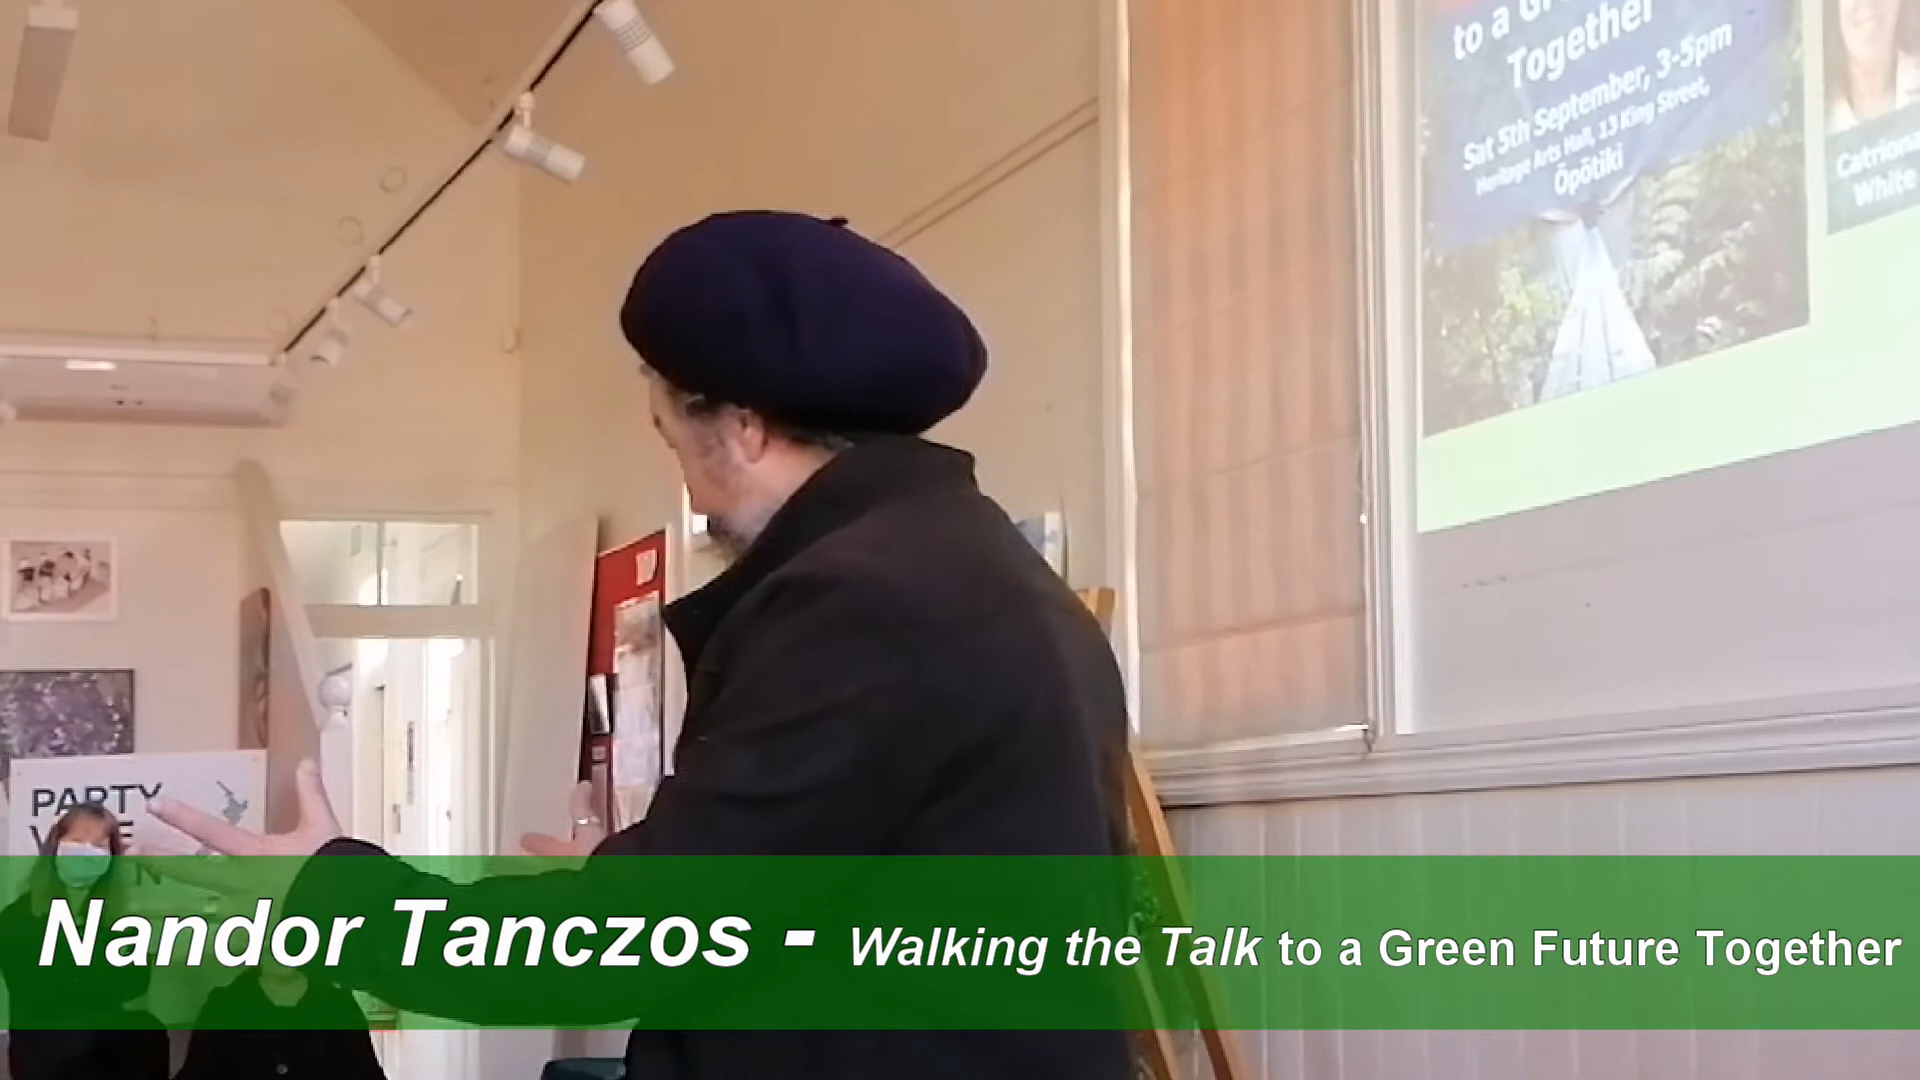 to a
Together
Sat 5th September, 3-5pm
Heritage Arts Hall, 13 King Street,
Ōpōtiki
Catriona
White
PARTY
Nandor Tanczos - Walking the Talk to a Green Future Together